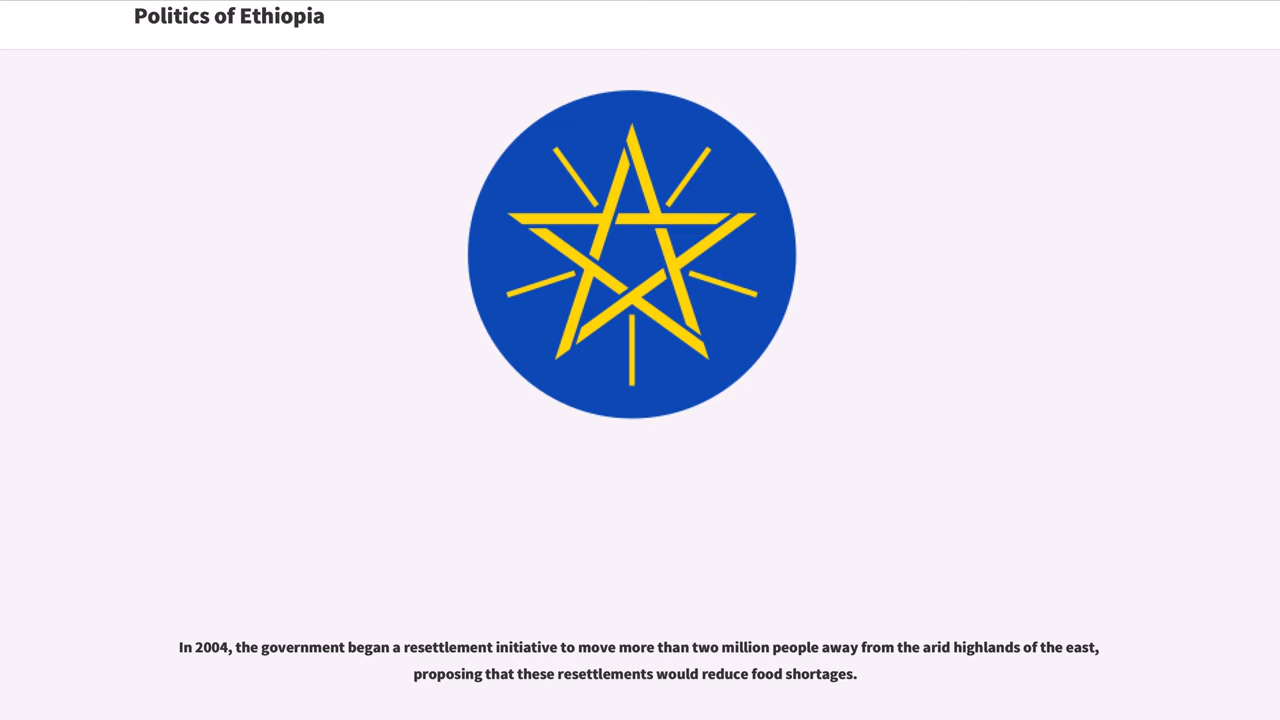 Politics of Ethiopia
In 2004, the government began a resettlement initiative to move more than two million people away from the arid highlands of the east,
proposing that these resettlements would reduce food shortages.